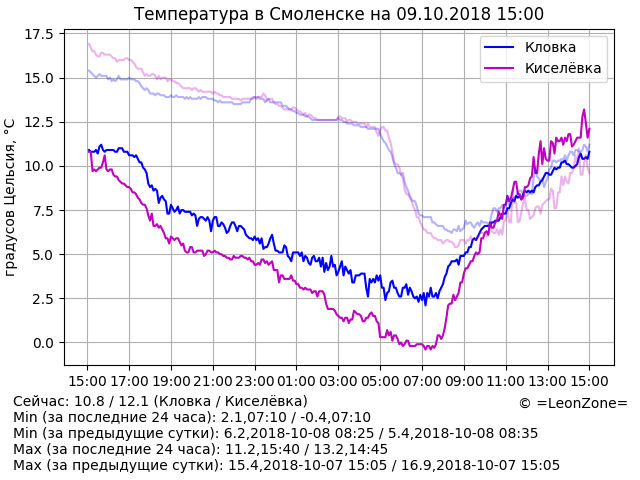 Температура в Смоленске на 09.10.2018 15:00
17.5
15.0
12.5
10.0
7.5
5.0
2.5
0.0
градусов Цельсия, °C
Кловка
Киселёвка
15:00 17:00 19:00 21:00 23:00 01:00 03:00 05:00 07:00 09:00 11:00 13:00 15:00
Сейчас: 10.8 / 12.1 (Кловка / Киселёвка)
© =LeonZone=
Min (за последние 24 часа): 2.1,07:10 / -0.4,07:10
Min (за предыдущие сутки): 6.2,2018-10-08 08:25 / 5.4,2018-10-08 08:35
Max (за последние 24 часа): 11.2,15:40 / 13.2,14:45
Max (за предыдущие сутки): 15.4,2018-10-07 15:05 / 16.9,2018-10-07 15:05